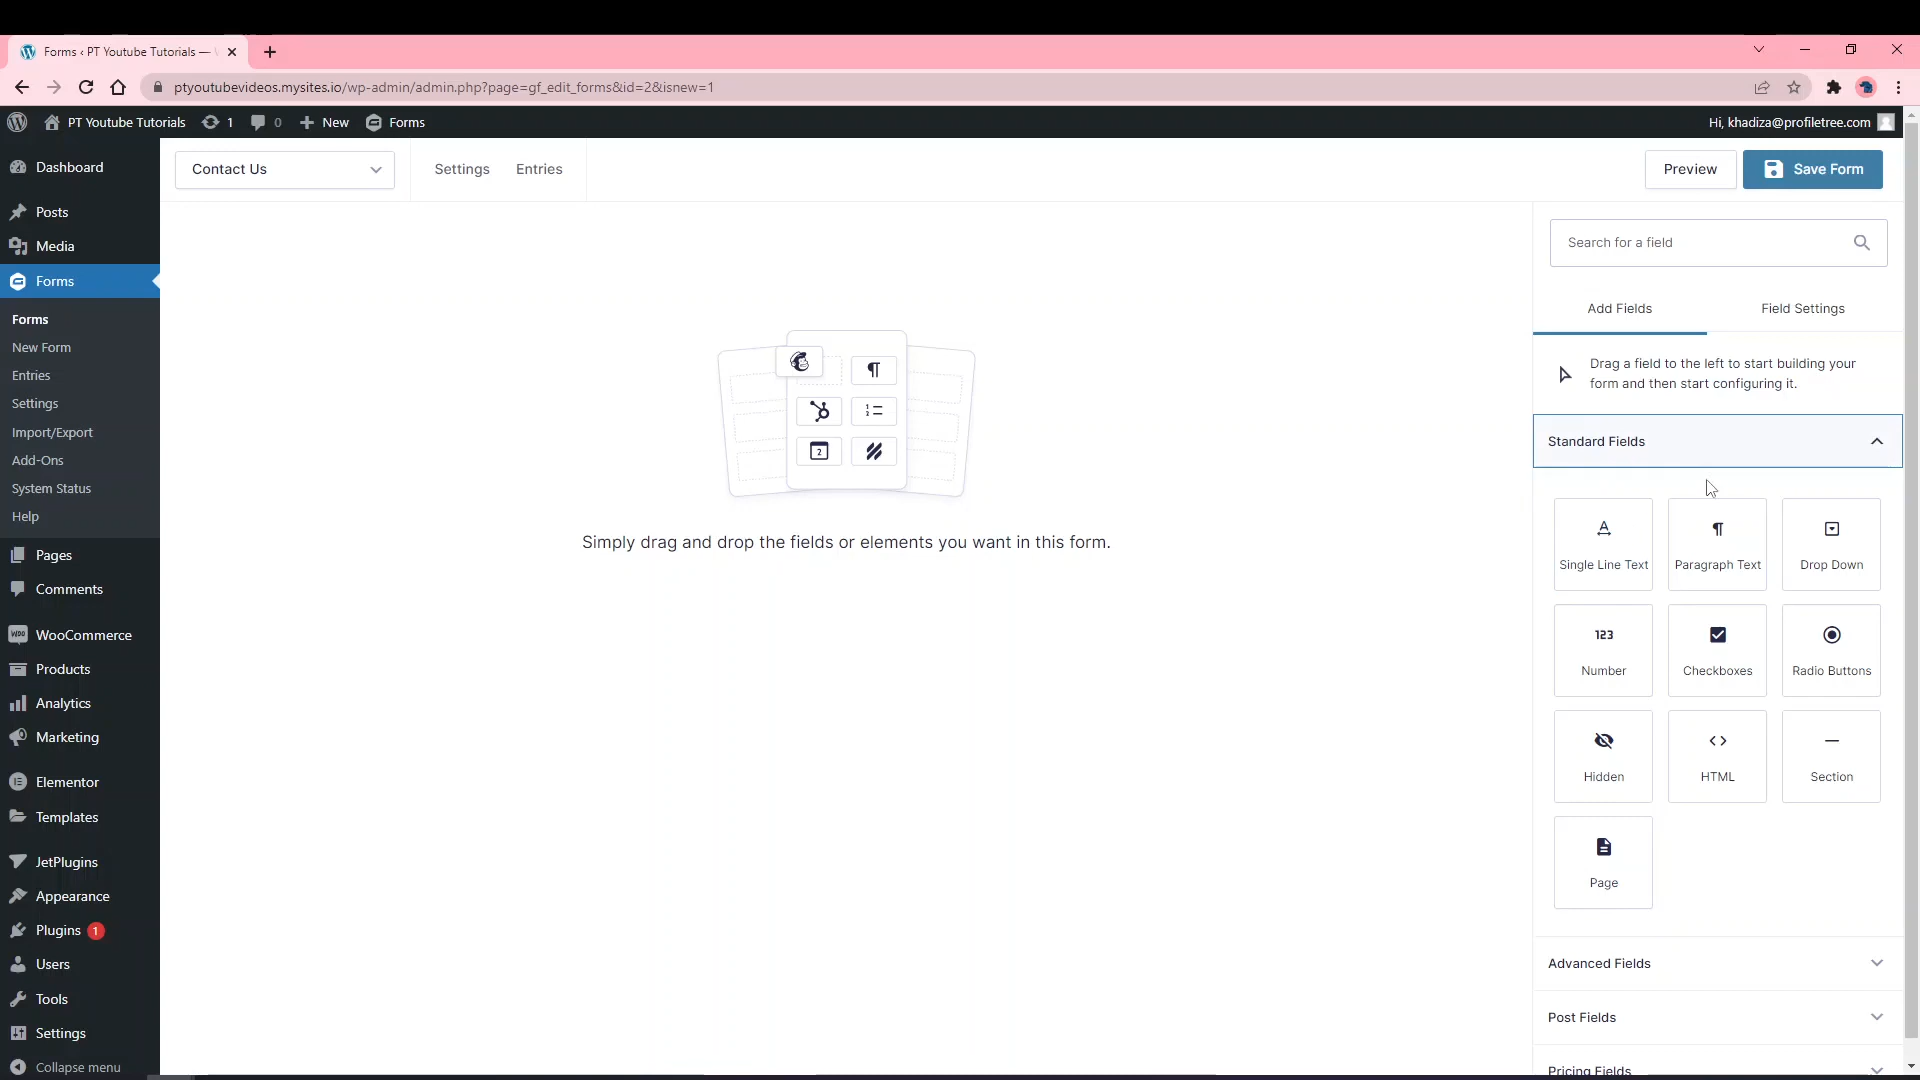 Forms ‹ PT Youtube Tutorials —
ptyoutubevideos.mysites.io/wp-admin/admin.php?page=gf_edit_forms&id=2&isnew=1
PT Youtube Tutorials 1 0 New Forms Hi, khadiza@profiletree.com
Dashboard
Posts
Media
Forms
Forms
New Form
Entries
Settings
Import/Export
Add-Ons
System Status
Help
Pages
Comments
WooCommerce
Products
Analytics
Marketing
Elementor
Templates
JetPlugins
Appearance
Plugins 1
Users
Tools
Settings
Collapse menu
Contact Us Settings Entries Preview Save Form
2
Simply drag and drop the fields or elements you want in this form.
Search for a field
Add Fields Field Settings
Drag a field to the left to start building your
form and then start configuring it.
Standard Fields
Single Line Text Paragraph Text Drop Down
123
Number Checkboxes Radio Buttons
Hidden HTML Section
Page
Advanced Fields
Post Fields
Pricing Fields